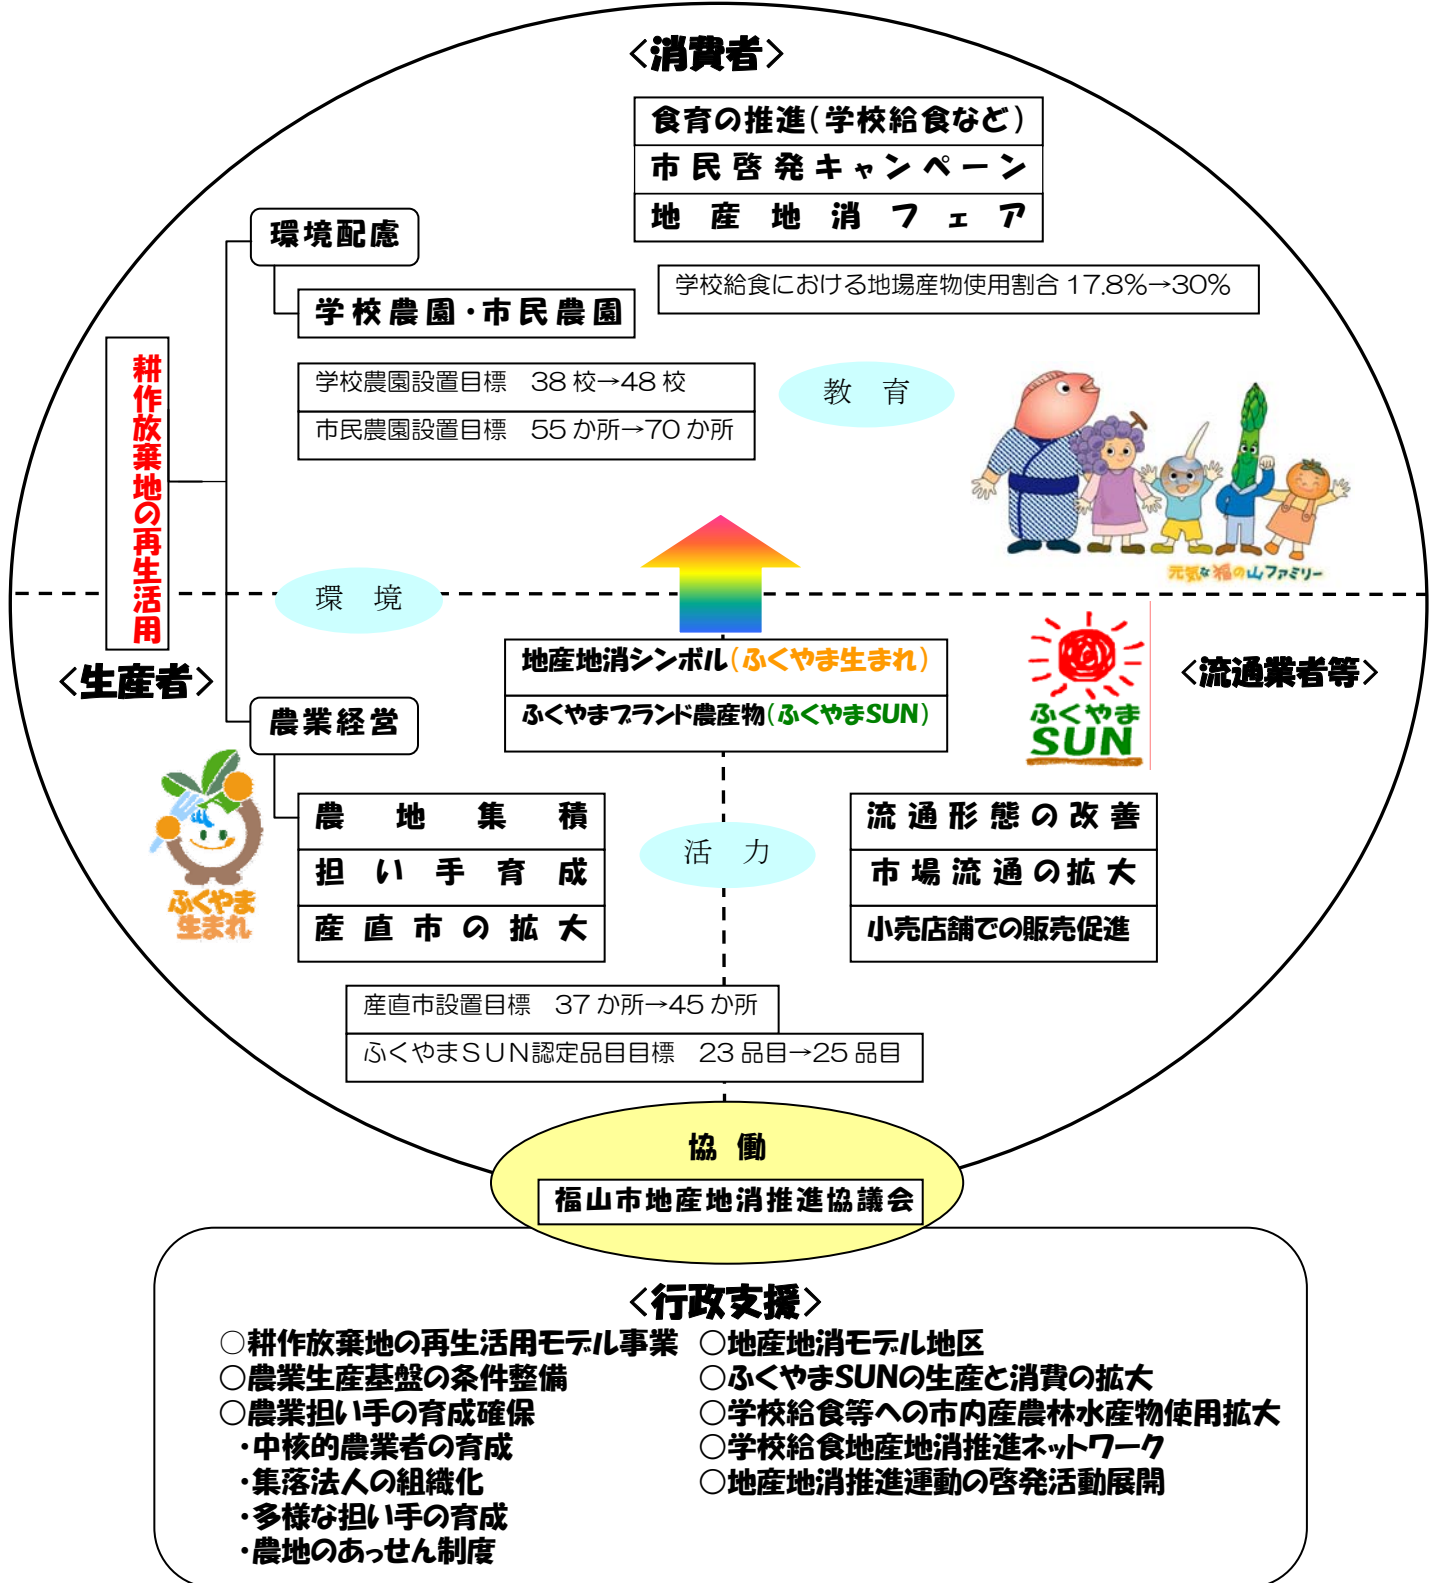 <消費者>
食育の推進(学校給食など)
市民啓発キャンペーン
地産地消フェア
環境配慮
学校給食における地場産物使用割合 17.8%→30%
学校農園・市民農園
耕作放棄地の再生活用
学校農園設置目標 38校→48校
市民農園設置目標 55か所→70か所
教 育
元気な福の山ファミリー
環 境
地産地消シンボル(ふくやま生まれ)
ふくやまブランド農産物(ふくやまSUN)
<生産者>
<流通業者等>
ふくやま
SUN
農業経営
ふくやま
生まれ
農地集積
担い手育成
産直市の拡大
活 力
流通形態の改善
市場流通の拡大
小売店舗での販売促進
産直市設置目標 37か所→45か所
ふくやまSUN認定品目目標 23品目→25品目
協 働
福山市地産地消推進協議会
<行政支援>
○耕作放棄地の再生活用モデル事業
○農業生産基盤の条件整備
○農業担い手の育成確保
・中核的農業者の育成
・集落法人の組織化
・多様な担い手の育成
・農地のあっせん制度
○地産地消モデル地区
○ふくやまSUNの生産と消費の拡大
○学校給食等への市内産農林水産物使用拡大
○学校給食地産地消推進ネットワーク
○地産地消推進運動の啓発活動展開